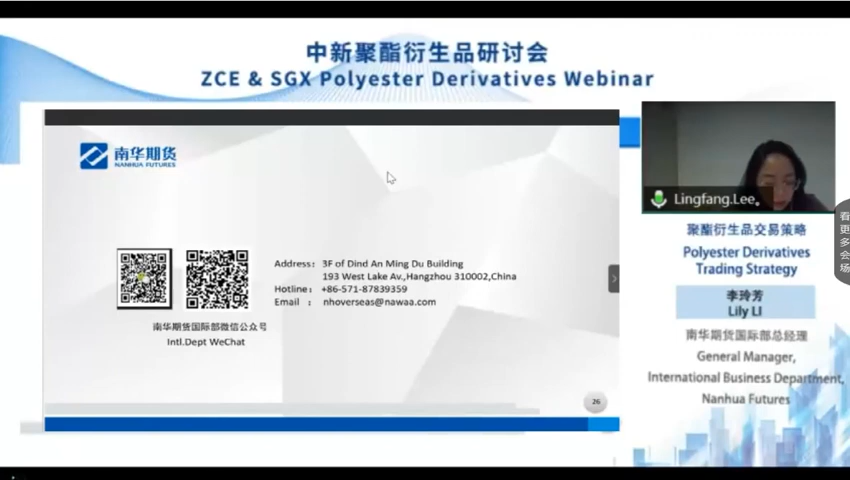 中新聚酯衍生品研讨会
ZCE & SGX Polyester Derivatives Webinar
南华期货
NANHUA FUTURES
Address: 3F of Dind An Ming Du Building
193 West Lake Av.,Hangzhou 310002,China
Hotline: +86-571-87839359
Email : nhoverseas@nawaa.com
南华期货国际部微信公众号
Intl.Dept WeChat
26
Lingfang.Lee。
聚酯衍生品交易策略
Polyester Derivatives
Trading Strategy
李玲芳
Lily LI
南华期货国际部总经理
General Manager,
International Business Department,
Nanhua Futures
看
更
多
会
场